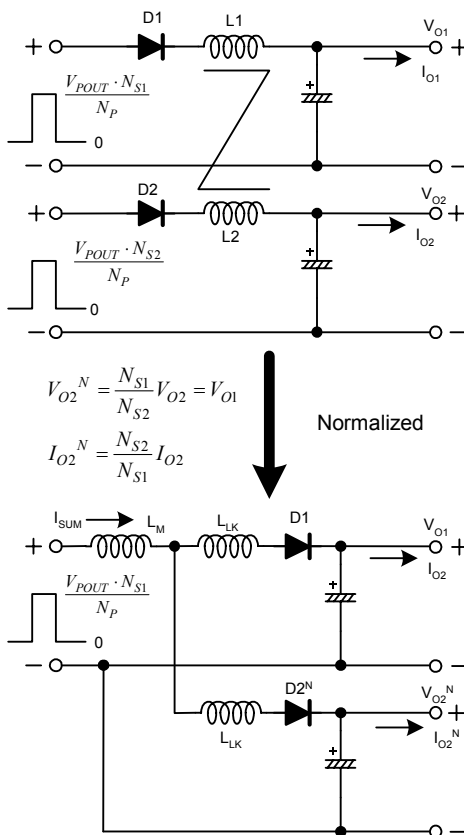 D1 L1 V_O1
+ + +
I_O1
V_POUT · N_S1 / N_P
0
− −
D2 V_O2
+ + +
L2 I_O2
V_POUT · N_S2 / N_P
0
− −
V_O2^N = N_S1 / N_S2 V_O2 = V_O1
Normalized
I_O2^N = N_S2 / N_S1 I_O2
I_SUM L_M L_LK D1 V_O1
+ + +
I_O2
V_POUT · N_S1 / N_P
0
− −
D2^N V_O2^N
+ +
L_LK I_O2^N
−